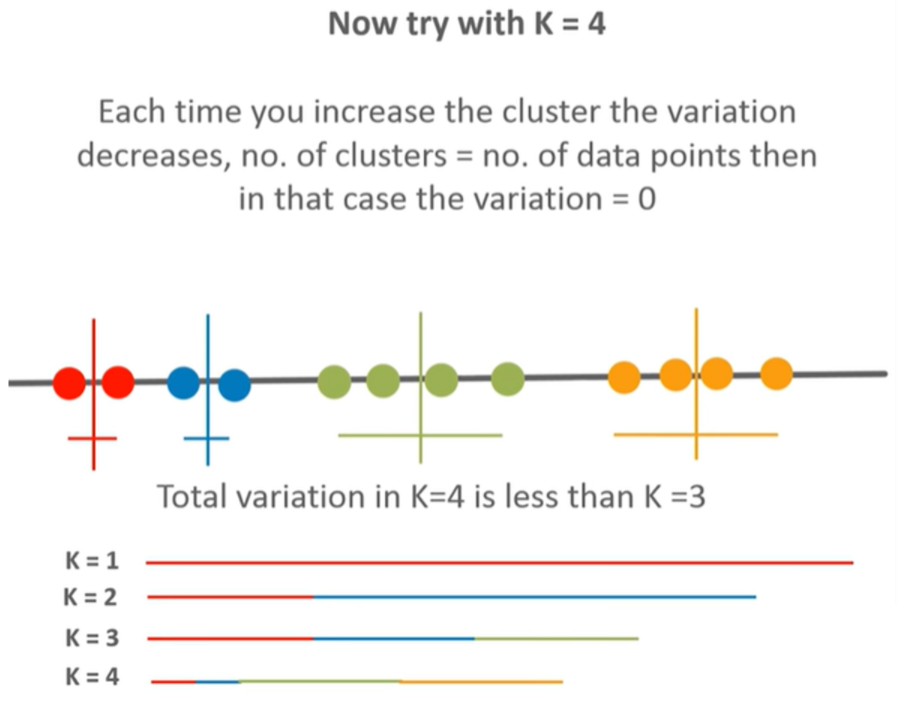 Now try with K = 4
Each time you increase the cluster the variation
decreases, no. of clusters = no. of data points then
in that case the variation = 0
Total variation in K=4 is less than K =3
K = 1
K = 2
K = 3
K = 4